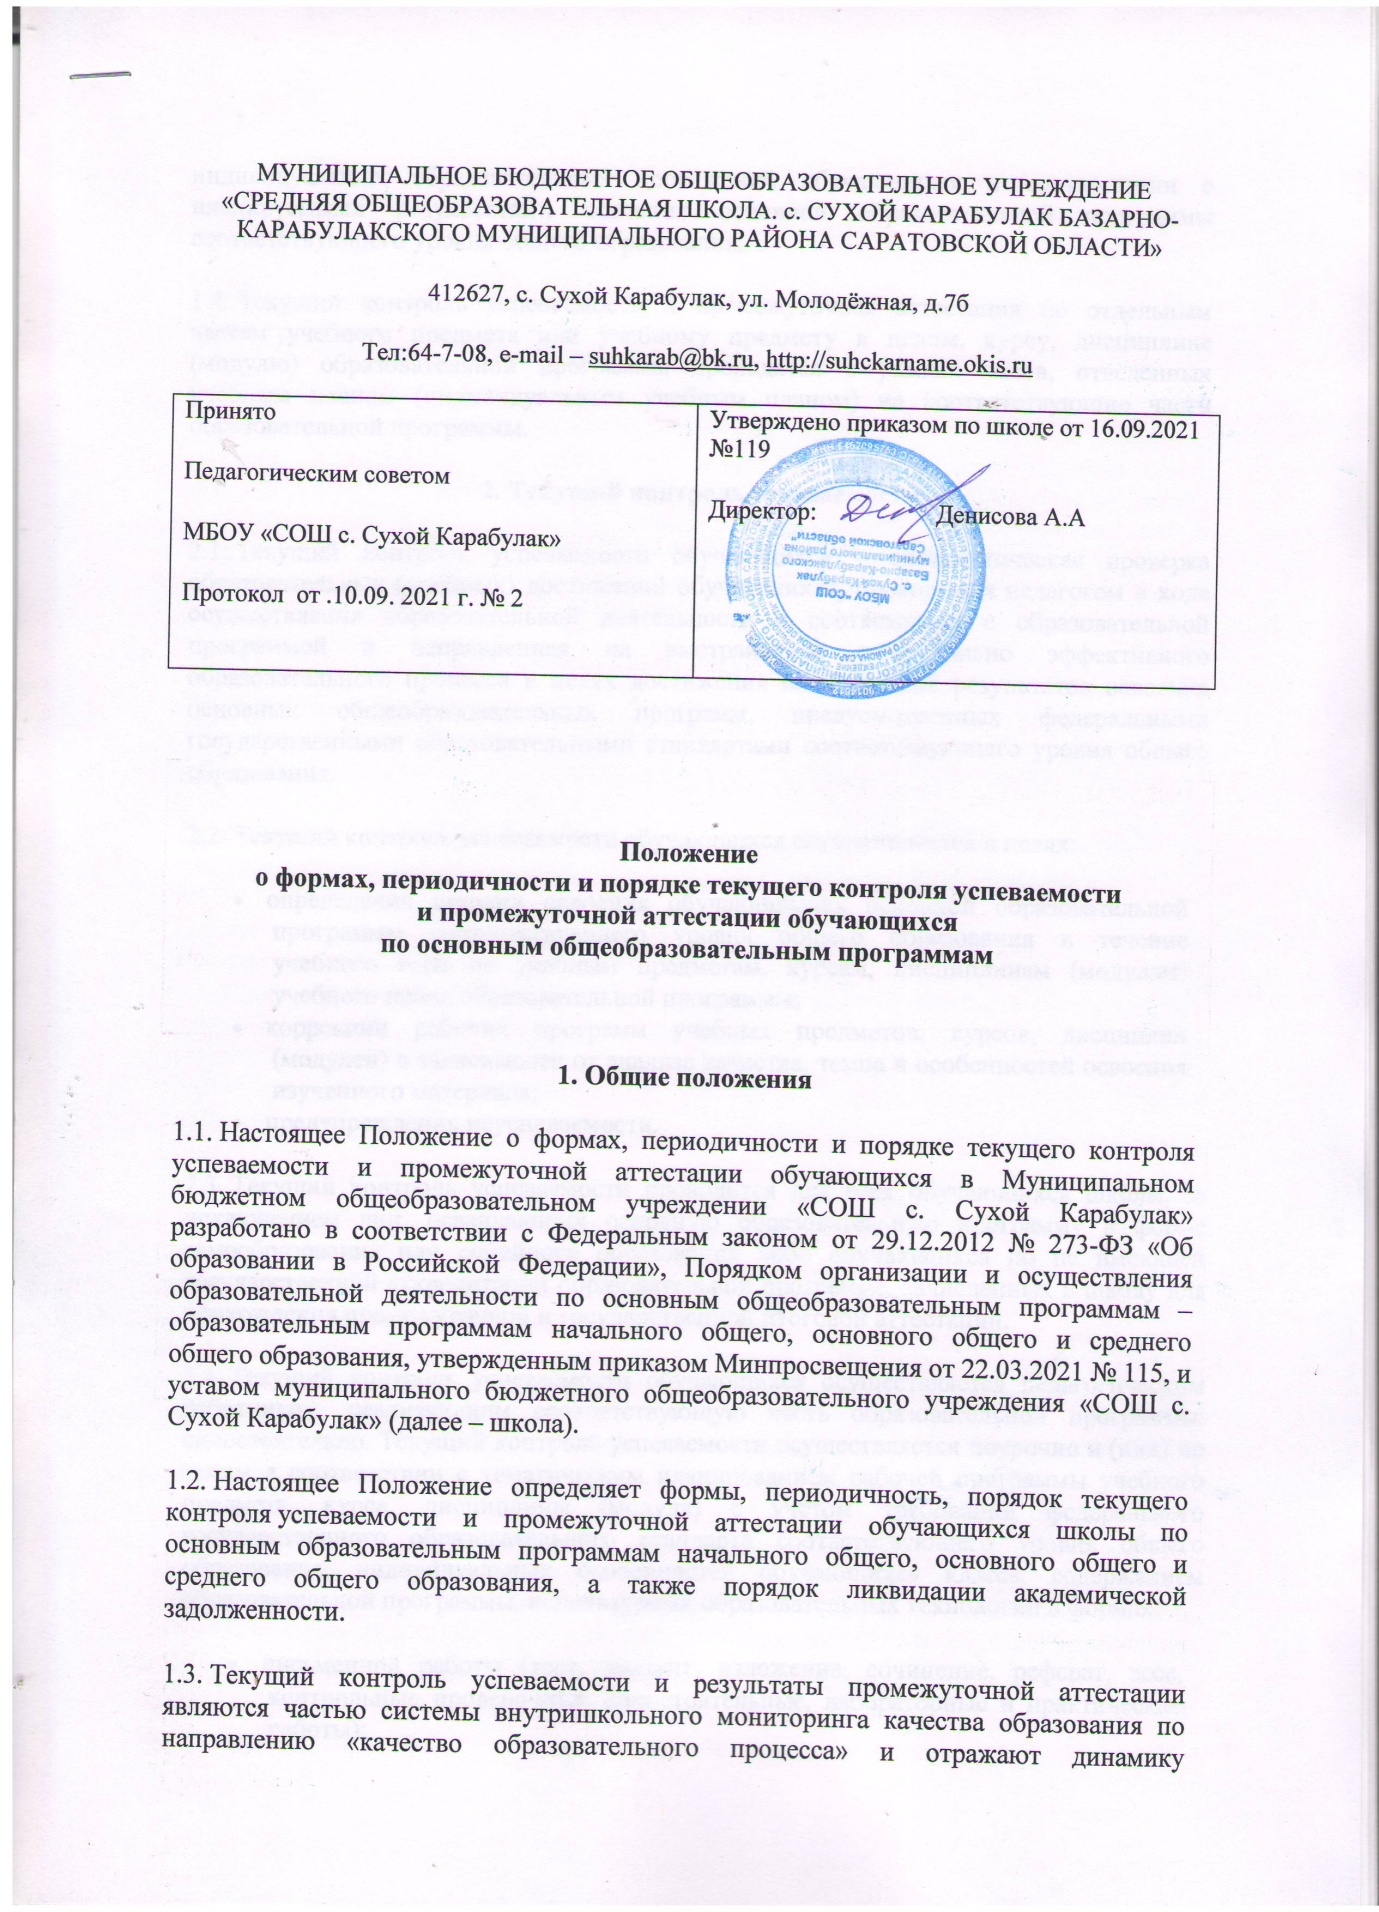 МУНИЦИПАЛЬНОЕ БЮДЖЕТНОЕ ОБЩЕОБРАЗОВАТЕЛЬНОЕ УЧРЕЖДЕНИЕ
«СРЕДНЯЯ ОБЩЕОБРАЗОВАТЕЛЬНАЯ ШКОЛА. с. СУХОЙ КАРАБУЛАК БАЗАРНО-
КАРАБУЛАКСКОГО МУНИЦИПАЛЬНОГО РАЙОНА САРАТОВСКОЙ ОБЛАСТИ»
412627, с. Сухой Карабулак, ул. Молодёжная, д.7б
Тел:64-7-08, e-mail – suhkarab@bk.ru, http://suhckarname.okis.ru
Принято
Педагогическим советом
МБОУ «СОШ с. Сухой Карабулак»
Протокол от .10.09. 2021 г. № 2
Утверждено приказом по школе от 16.09.2021
№119
Директор: Денисова А.А
МБОУ "СОШ
с. Сухой Карабулак
Базарно-Карабулакского
муниципального района
Саратовской области"
Положение
о формах, периодичности и порядке текущего контроля успеваемости
и промежуточной аттестации обучающихся
по основным общеобразовательным программам
1. Общие положения
1.1. Настоящее Положение о формах, периодичности и порядке текущего контроля
успеваемости и промежуточной аттестации обучающихся в Муниципальном
бюджетном общеобразовательном учреждении «СОШ с. Сухой Карабулак»
разработано в соответствии с Федеральным законом от 29.12.2012 № 273-ФЗ «Об
образовании в Российской Федерации», Порядком организации и осуществления
образовательной деятельности по основным общеобразовательным программам –
образовательным программам начального общего, основного общего и среднего
общего образования, утвержденным приказом Минпросвещения от 22.03.2021 № 115, и
уставом муниципального бюджетного общеобразовательного учреждения «СОШ с.
Сухой Карабулак» (далее – школа).
1.2. Настоящее Положение определяет формы, периодичность, порядок текущего
контроля успеваемости и промежуточной аттестации обучающихся школы по
основным образовательным программам начального общего, основного общего и
среднего общего образования, а также порядок ликвидации академической
задолженности.
1.3. Текущий контроль успеваемости и результаты промежуточной аттестации
являются частью системы внутришкольного мониторинга качества образования по
направлению «качество образовательного процесса» и отражают динамику